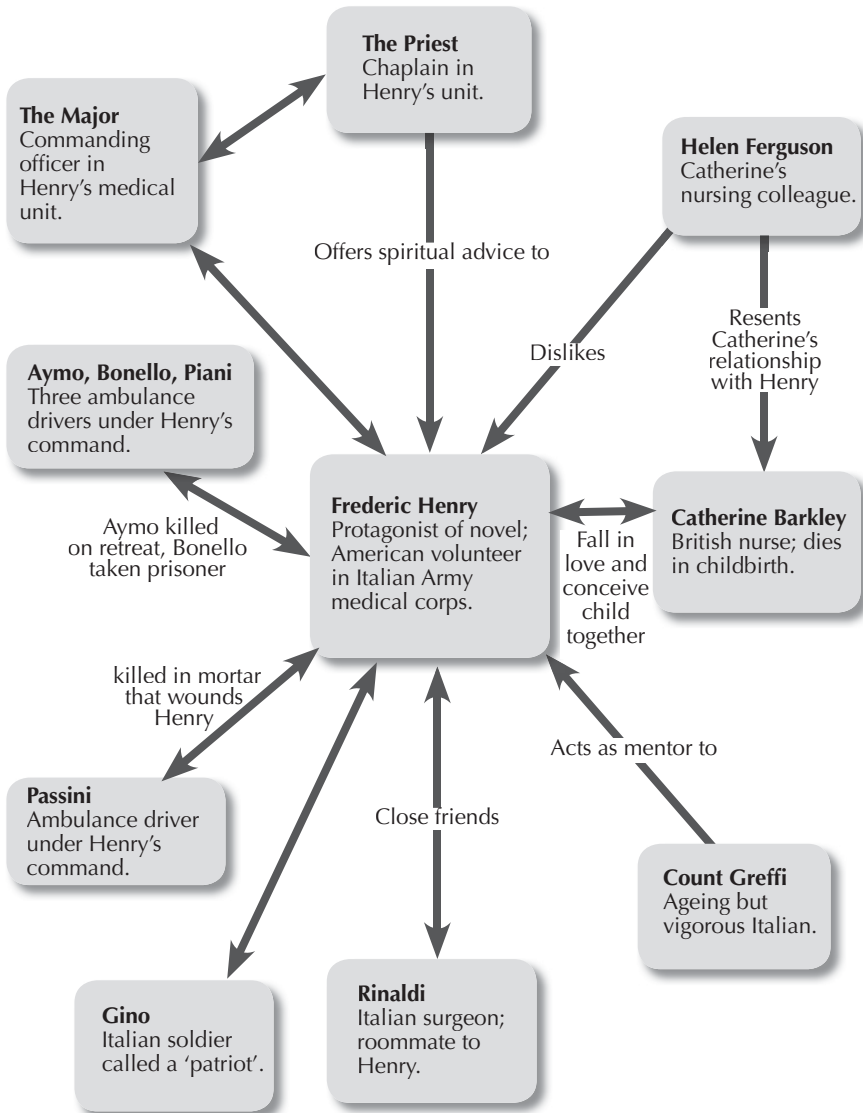 The Priest
Chaplain in
Henry’s unit.
The Major
Commanding
officer in
Henry’s medical
unit.
Helen Ferguson
Catherine’s
nursing colleague.
Offers spiritual advice to
Resents
Catherine’s
relationship
with Henry
Dislikes
Aymo, Bonello, Piani
Three ambulance
drivers under Henry’s
command.
Aymo killed
on retreat, Bonello
taken prisoner
Frederic Henry
Protagonist of novel;
American volunteer
in Italian Army
medical corps.
Fall in
love and
conceive
child
together
Catherine Barkley
British nurse; dies
in childbirth.
killed in mortar
that wounds
Henry
Acts as mentor to
Passini
Ambulance driver
under Henry’s
command.
Close friends
Count Greffi
Ageing but
vigorous Italian.
Gino
Italian soldier
called a ‘patriot’.
Rinaldi
Italian surgeon;
roommate to
Henry.